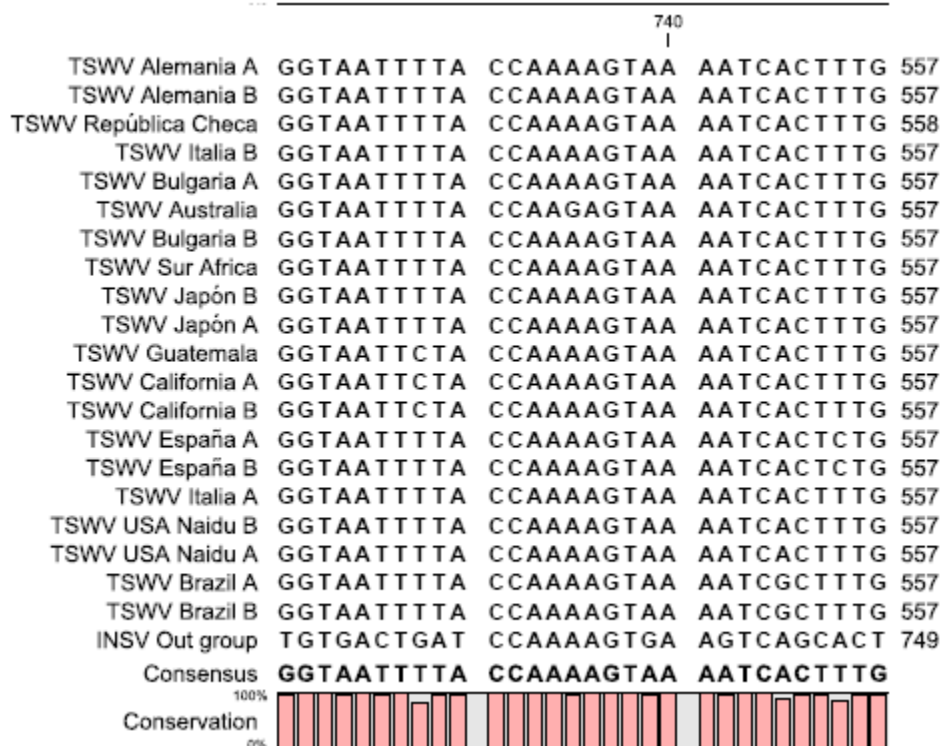 740
TSWV Alemania A GGTAATTTTA CCAAAAGTAA AATCACTTTG 557
TSWV Alemania B GGTAATTTTA CCAAAAGTAA AATCACTTTG 557
TSWV República Checa GGTAATTTTA CCAAAAGTAA AATCACTTTG 558
TSWV Italia B GGTAATTTTA CCAAAAGTAA AATCACTTTG 557
TSWV Bulgaria A GGTAATTTTA CCAAAAGTAA AATCACTTTG 557
TSWV Australia GGTAATTTTA CCAAGAGTAA AATCACTTTG 557
TSWV Bulgaria B GGTAATTTTA CCAAAAGTAA AATCACTTTG 557
TSWV Sur Africa GGTAATTTTA CCAAAAGTAA AATCACTTTG 557
TSWV Japón B GGTAATTTTA CCAAAAGTAA AATCACTTTG 557
TSWV Japón A GGTAATTTTA CCAAAAGTAA AATCACTTTG 557
TSWV Guatemala GGTAATTCTA CCAAAAGTAA AATCACTTTG 557
TSWV California A GGTAATTCTA CCAAAAGTAA AATCACTTTG 557
TSWV California B GGTAATTCTA CCAAAAGTAA AATCACTTTG 557
TSWV España A GGTAATTTTA CCAAAAGTAA AATCACTCTG 557
TSWV España B GGTAATTTTA CCAAAAGTAA AATCACTCTG 557
TSWV Italia A GGTAATTTTA CCAAAAGTAA AATCACTTTG 557
TSWV USA Naidu B GGTAATTTTA CCAAAAGTAA AATCACTTTG 557
TSWV USA Naidu A GGTAATTTTA CCAAAAGTAA AATCACTTTG 557
TSWV Brazil A GGTAATTTTA CCAAAAGTAA AATCGCTTTG 557
TSWV Brazil B GGTAATTTTA CCAAAAGTAA AATCGCTTTG 557
INSV Out group TGTGACTGAT CCAAAAGTGA AGTCAGCACT 749
Consensus GGTAATTTTA CCAAAAGTAA AATCACTTTG
100%
Conservation